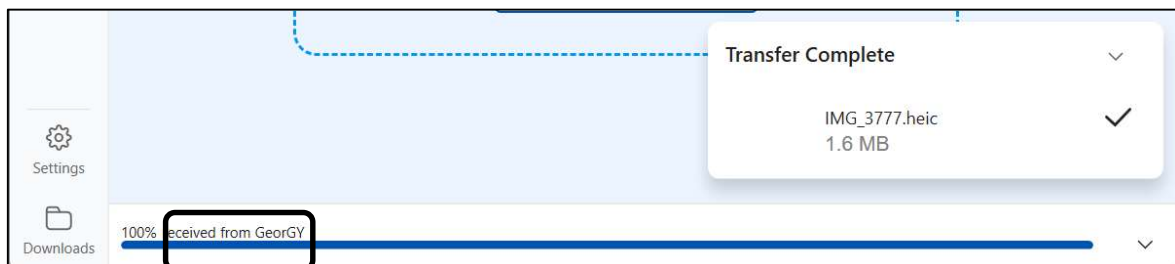 Transfer Complete
IMG_3777.heic
1.6 MB
Settings
100% eceived from GeorGY
Downloads